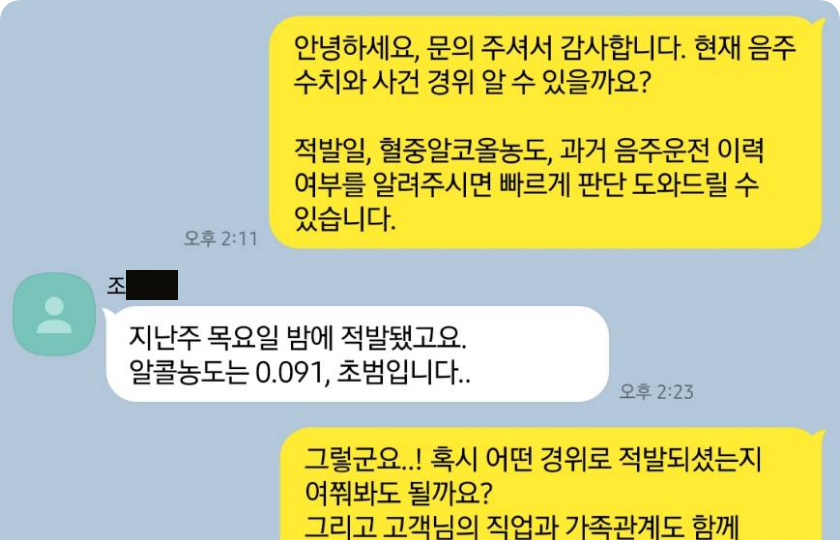 안녕하세요, 문의 주셔서 감사합니다. 현재 음주
수치와 사건 경위 알 수 있을까요?
적발일, 혈중알코올농도, 과거 음주운전 이력
여부를 알려주시면 빠르게 판단 도와드릴 수
있습니다.
오후 2:11
조
지난주 목요일 밤에 적발됐고요.
알콜농도는 0.091, 초범입니다..
오후 2:23
그렇군요..! 혹시 어떤 경위로 적발되셨는지
여쭤봐도 될까요?
그리고 고객님의 직업과 가족관계도 함께